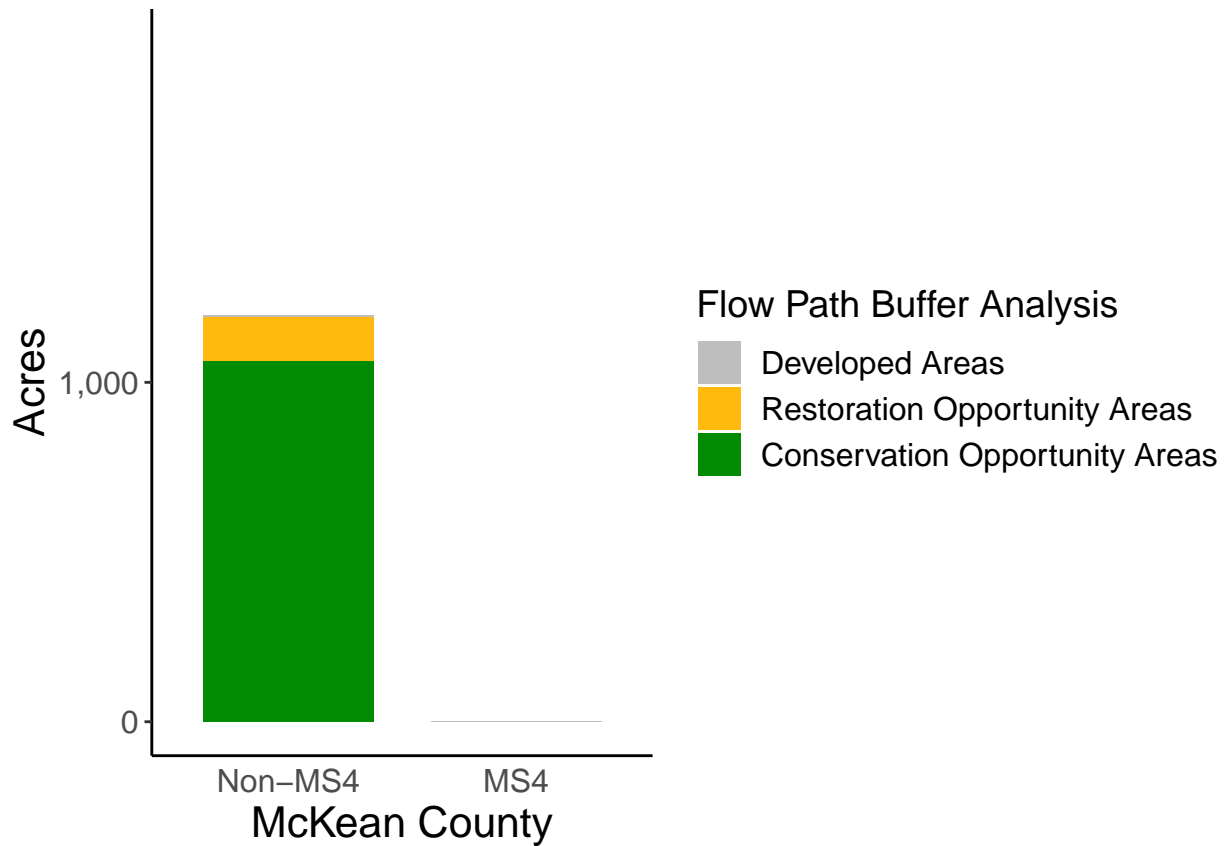 Acres
1,000
0
Non−MS4
MS4
McKean County
Flow Path Buffer Analysis
Developed Areas
Restoration Opportunity Areas
Conservation Opportunity Areas